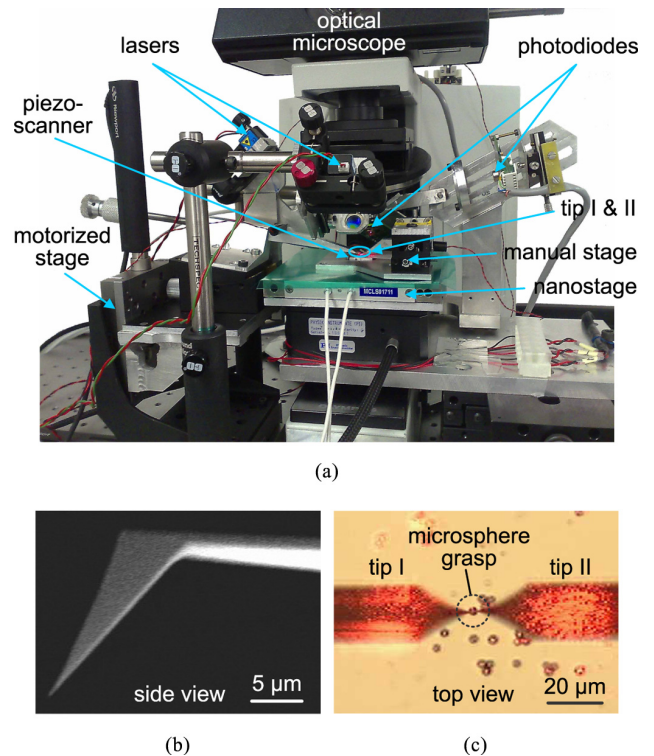 optical
microscope
lasers
photodiodes
piezo-
scanner
tip I & II
motorized
stage
manual stage
nanostage
Newport
MCLS01711
(a)
side view
5 µm
(b)
microsphere
grasp
tip I
tip II
top view
20 µm
(c)